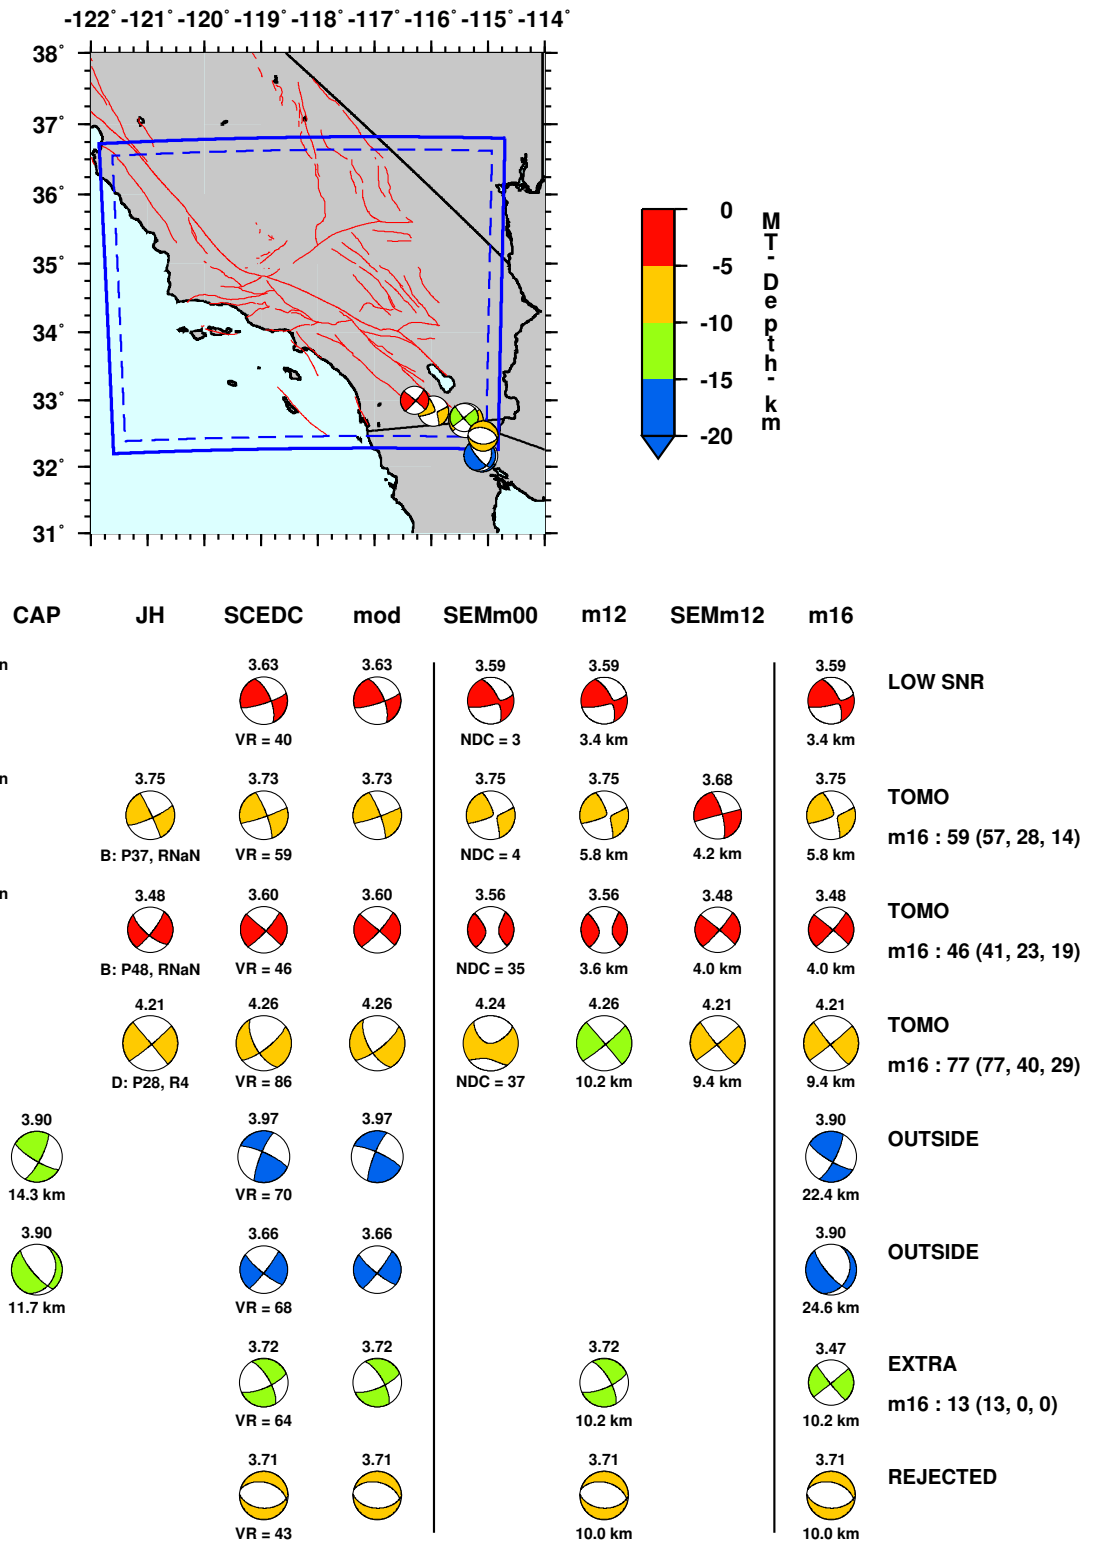 -122° -121° -120° -119° -118° -117° -116° -115° -114°
38°
37°
36°
35°
34°
33°
32°
31°
0
-5
-10
-15
-20
MT-Depth-km
CAP JH SCEDC mod SEMm00 m12 SEMm12 m16
n 3.63 3.63 3.59 3.59 3.59
LOW SNR
VR = 40 NDC = 3 3.4 km 3.4 km
n 3.75 3.73 3.73 3.75 3.75 3.68 3.75
TOMO
m16 : 59 (57, 28, 14)
B: P37, RNaN VR = 59 NDC = 4 5.8 km 4.2 km 5.8 km
n 3.48 3.60 3.60 3.56 3.56 3.48 3.48
TOMO
m16 : 46 (41, 23, 19)
B: P48, RNaN VR = 46 NDC = 35 3.6 km 4.0 km 4.0 km
4.21 4.26 4.26 4.24 4.26 4.21 4.21
TOMO
m16 : 77 (77, 40, 29)
D: P28, R4 VR = 86 NDC = 37 10.2 km 9.4 km 9.4 km
3.90 3.97 3.97 3.90
OUTSIDE
14.3 km VR = 70 22.4 km
3.90 3.66 3.66 3.90
OUTSIDE
11.7 km VR = 68 24.6 km
3.72 3.72 3.72 3.47
EXTRA
m16 : 13 (13, 0, 0)
VR = 64 10.2 km 10.2 km
3.71 3.71 3.71 3.71
REJECTED
VR = 43 10.0 km 10.0 km